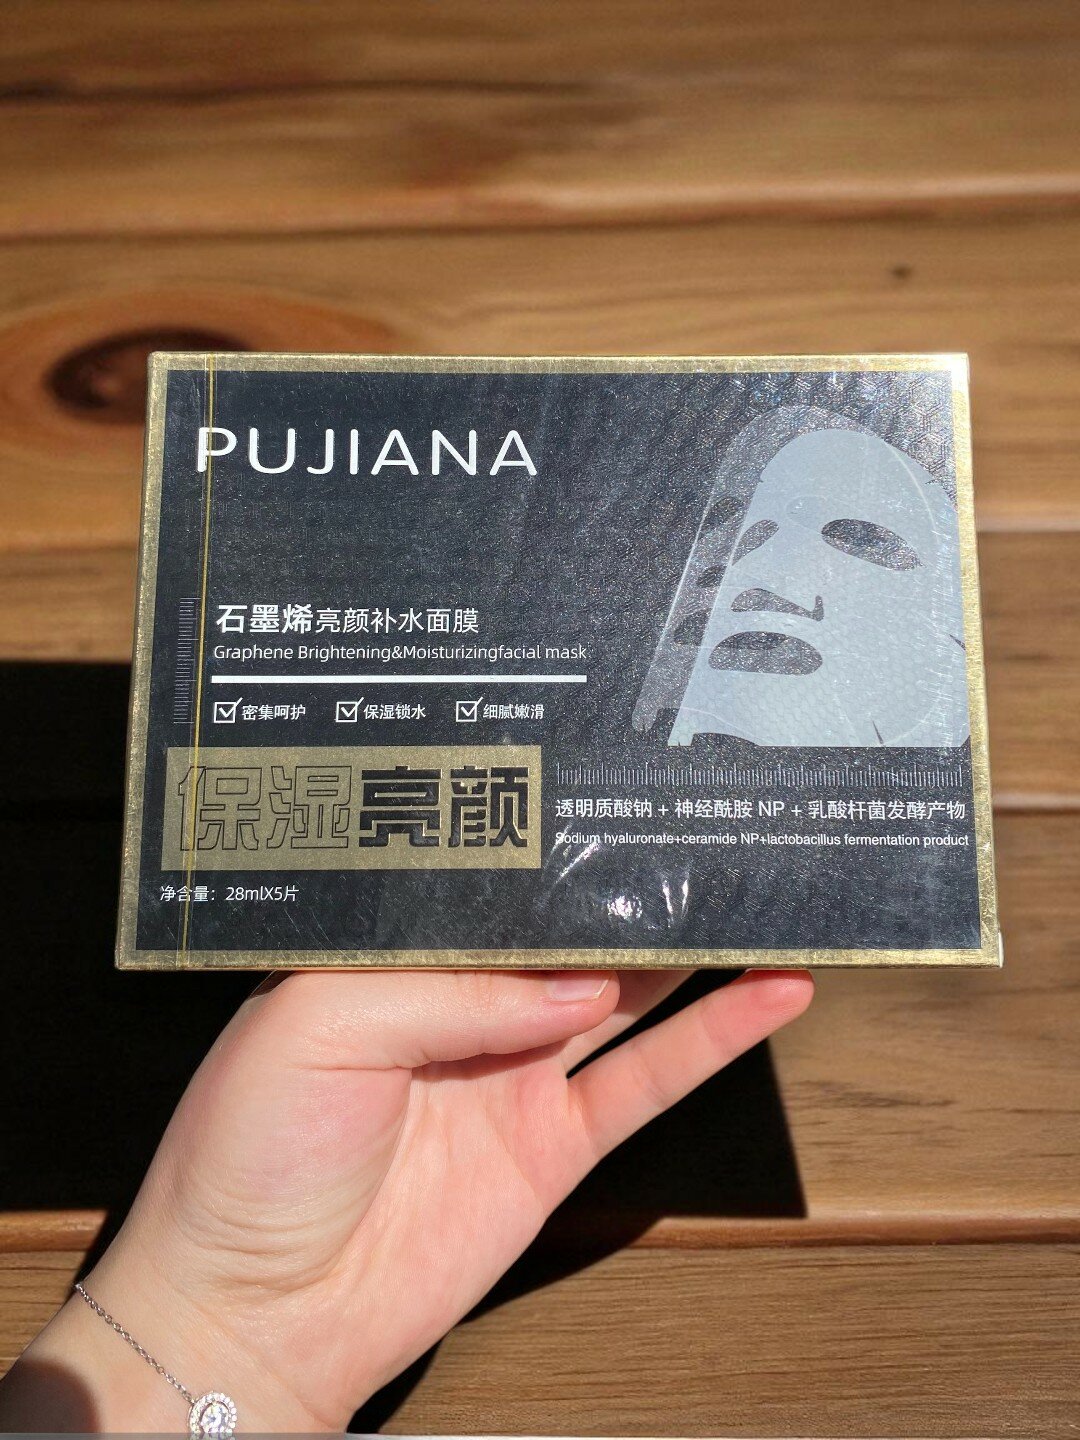 PUJIANA
石墨烯亮颜补水面膜
Graphene Brightening&Moisturizingfacial mask
密集呵护 保湿锁水 细腻嫩滑
保湿亮颜
透明质酸钠 + 神经酰胺 NP + 乳酸杆菌发酵产物
Sodium hyaluronate+ceramide NP+lactobacillus fermentation product
净含量：28mlX5片